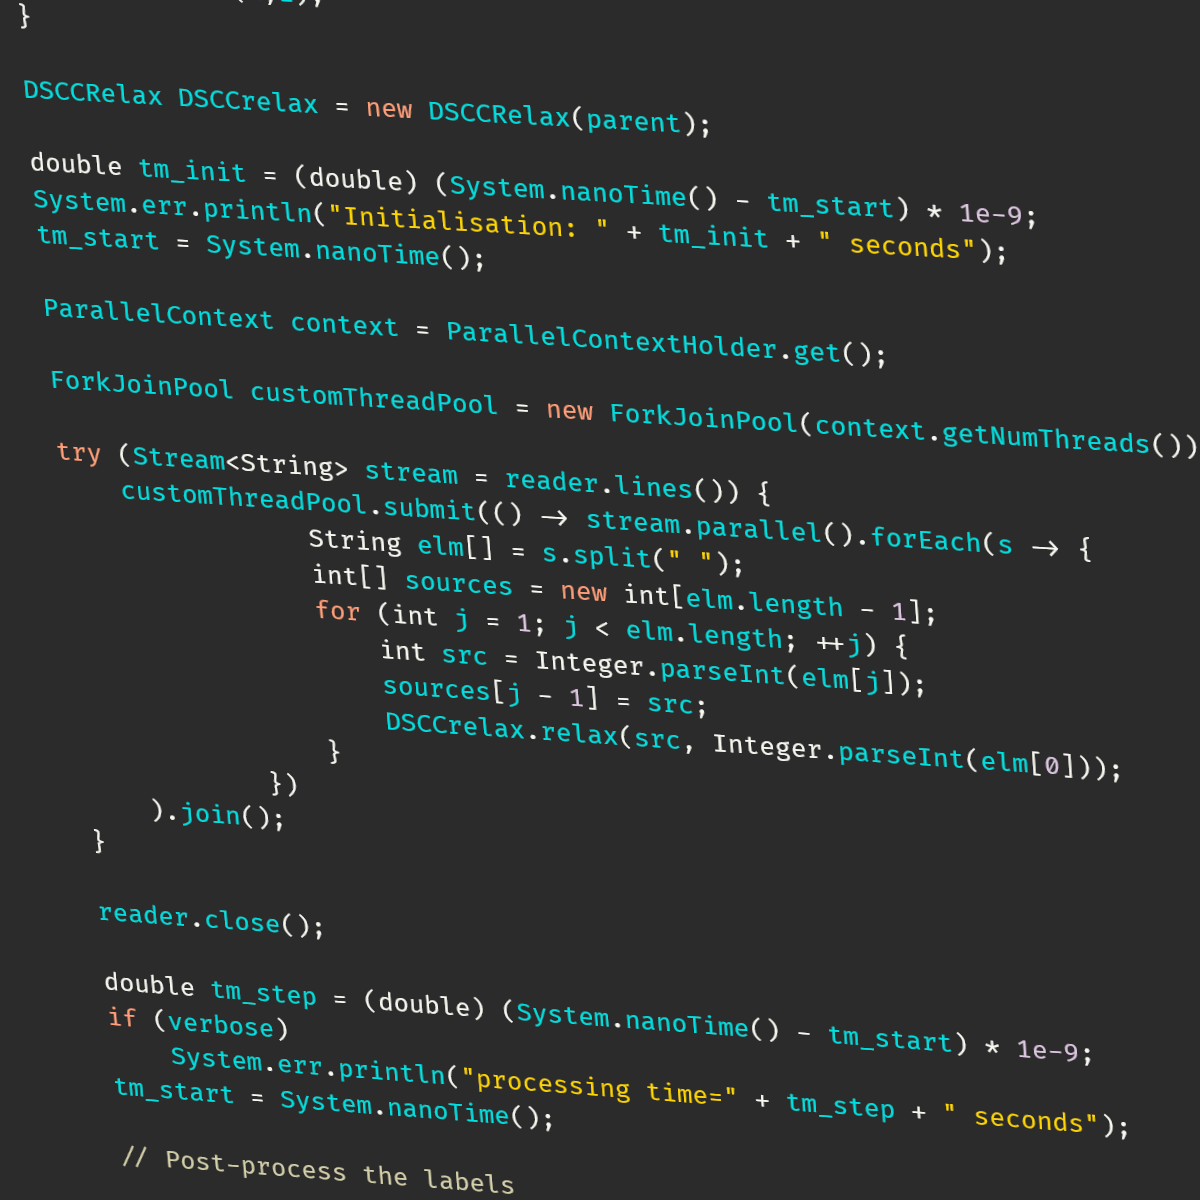 }
DSCCRelax DSCCrelax = new DSCCRelax(parent);
double tm_init = (double) (System.nanoTime() - tm_start) * 1e-9;
System.err.println("Initialisation: " + tm_init + " seconds");
tm_start = System.nanoTime();
ParallelContext context = ParallelContextHolder.get();
ForkJoinPool customThreadPool = new ForkJoinPool(context.getNumThreads())
try (Stream<String> stream = reader.lines()) {
customThreadPool.submit(() -> stream.parallel().forEach(s -> {
String elm[] = s.split(" ");
int[] sources = new int[elm.length - 1];
for (int j = 1; j < elm.length; ++j) {
int src = Integer.parseInt(elm[j]);
sources[j - 1] = src;
DSCCrelax.relax(src, Integer.parseInt(elm[0]));
}
})
).join();
}
reader.close();
double tm_step = (double) (System.nanoTime() - tm_start) * 1e-9;
if (verbose)
System.err.println("processing time=" + tm_step + " seconds");
tm_start = System.nanoTime();
// Post-process the labels